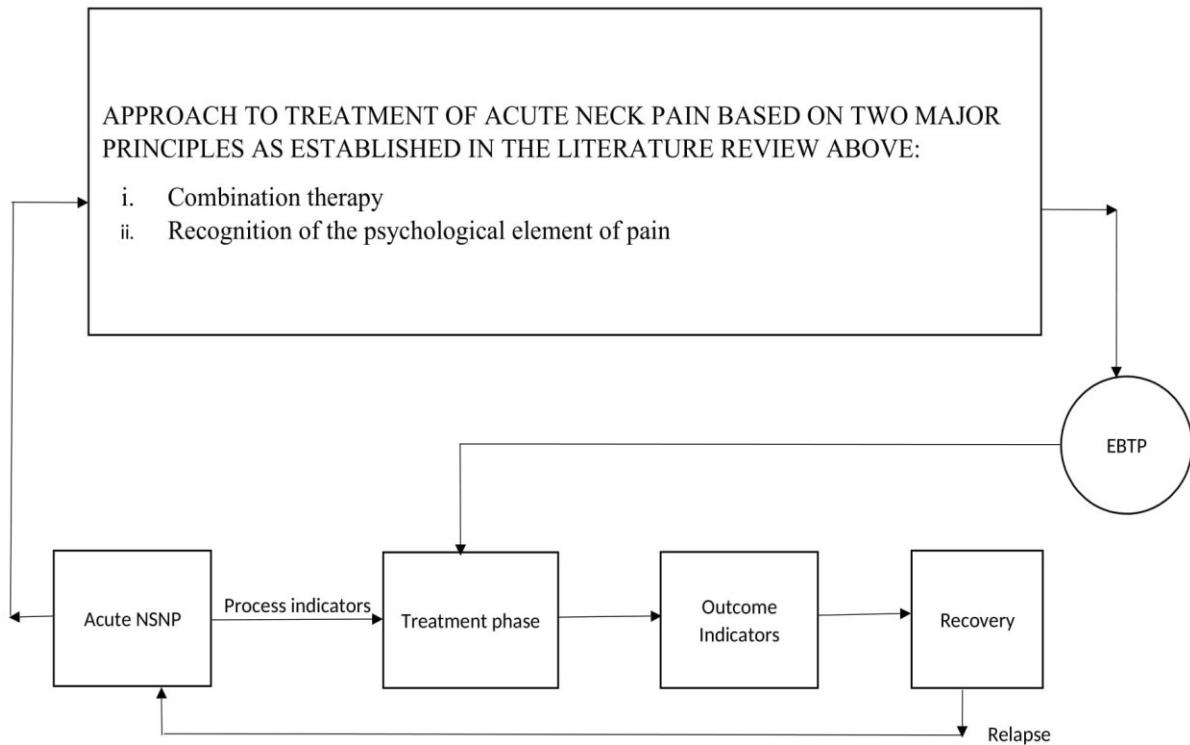 APPROACH TO TREATMENT OF ACUTE NECK PAIN BASED ON TWO MAJOR
PRINCIPLES AS ESTABLISHED IN THE LITERATURE REVIEW ABOVE:
i. Combination therapy
ii. Recognition of the psychological element of pain
EBTP
Acute NSNP
Process indicators
Treatment phase
Outcome
Indicators
Recovery
Relapse